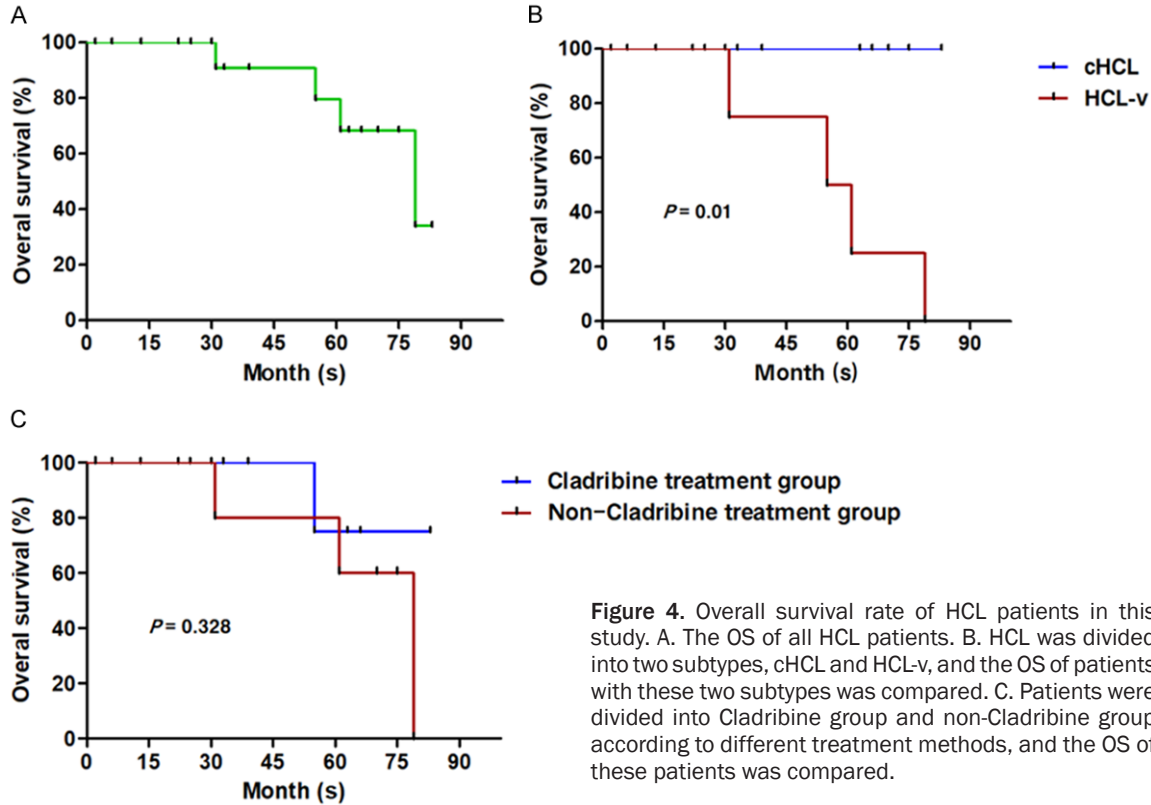 A
Overal survival (%)
100
80
60
40
20
0
0 15 30 45 60 75 90
Month (s)
B
Overal survival (%)
100
80
60
40
20
0
P = 0.01
0 15 30 45 60 75 90
Month (s)
cHCL
HCL-v
C
Overal survival (%)
100
80
60
40
20
0
P = 0.328
0 15 30 45 60 75 90
Month (s)
Cladribine treatment group
Non-Cladribine treatment group
Figure 4. Overall survival rate of HCL patients in this
study. A. The OS of all HCL patients. B. HCL was divided
into two subtypes, cHCL and HCL-v, and the OS of patients
with these two subtypes was compared. C. Patients were
divided into Cladribine group and non-Cladribine group
according to different treatment methods, and the OS of
these patients was compared.